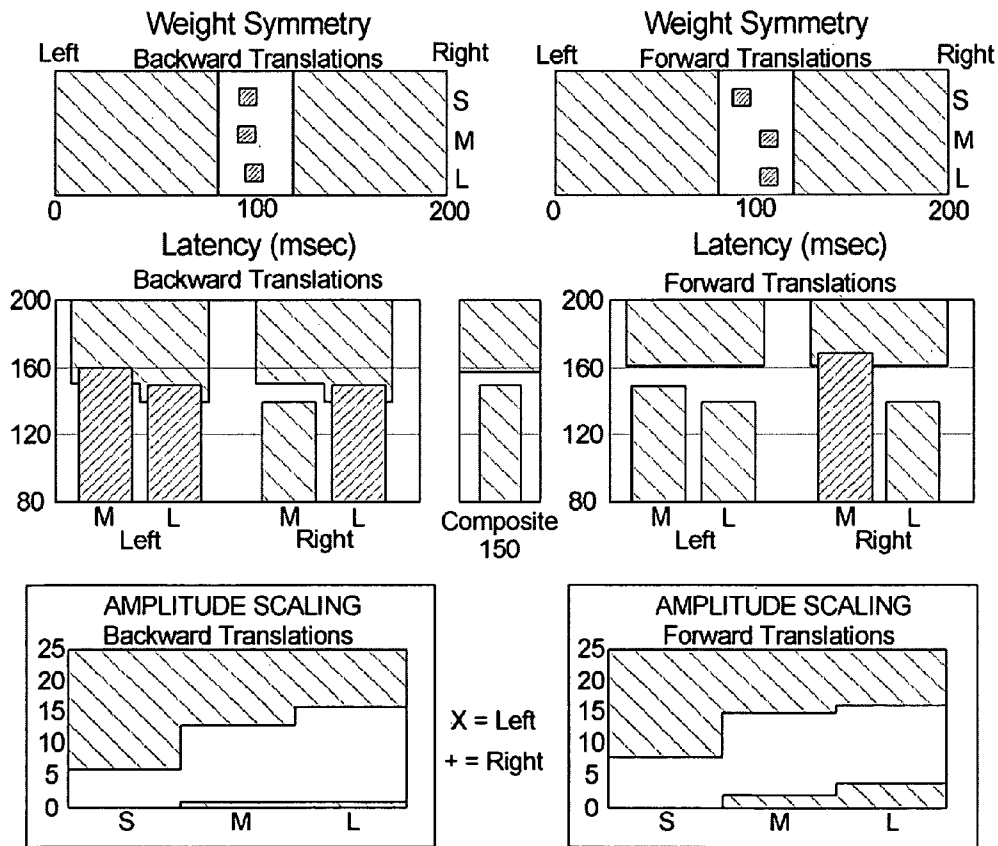 Weight Symmetry
Left Backward Translations Right
S
M
L
0 100 200
Weight Symmetry
Left Forward Translations Right
S
M
L
0 100 200
Latency (msec)
Backward Translations
200
160
120
80
M L M L
Left Right
Composite
150
Latency (msec)
Forward Translations
200
160
120
80
M L M L
Left Right
AMPLITUDE SCALING
Backward Translations
25
20
15
10
5
0
S M L
X = Left
+ = Right
AMPLITUDE SCALING
Forward Translations
25
20
15
10
5
0
S M L